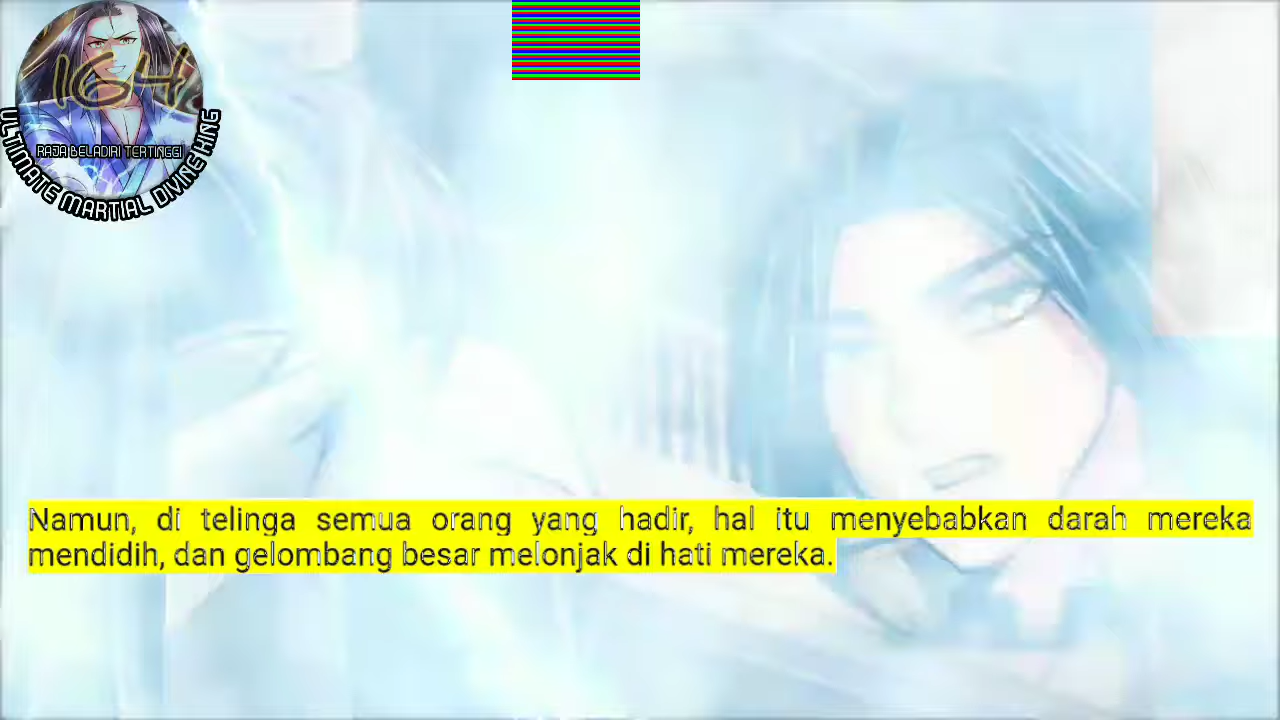 IGH
RAJA BELADIRI TERTINGGI
ULTIMATE MARTIAL DIVINE KING
Namun, di telinga semua orang yang hadir, hal itu menyebabkan darah mereka
mendidih, dan gelombang besar melonjak di hati mereka.